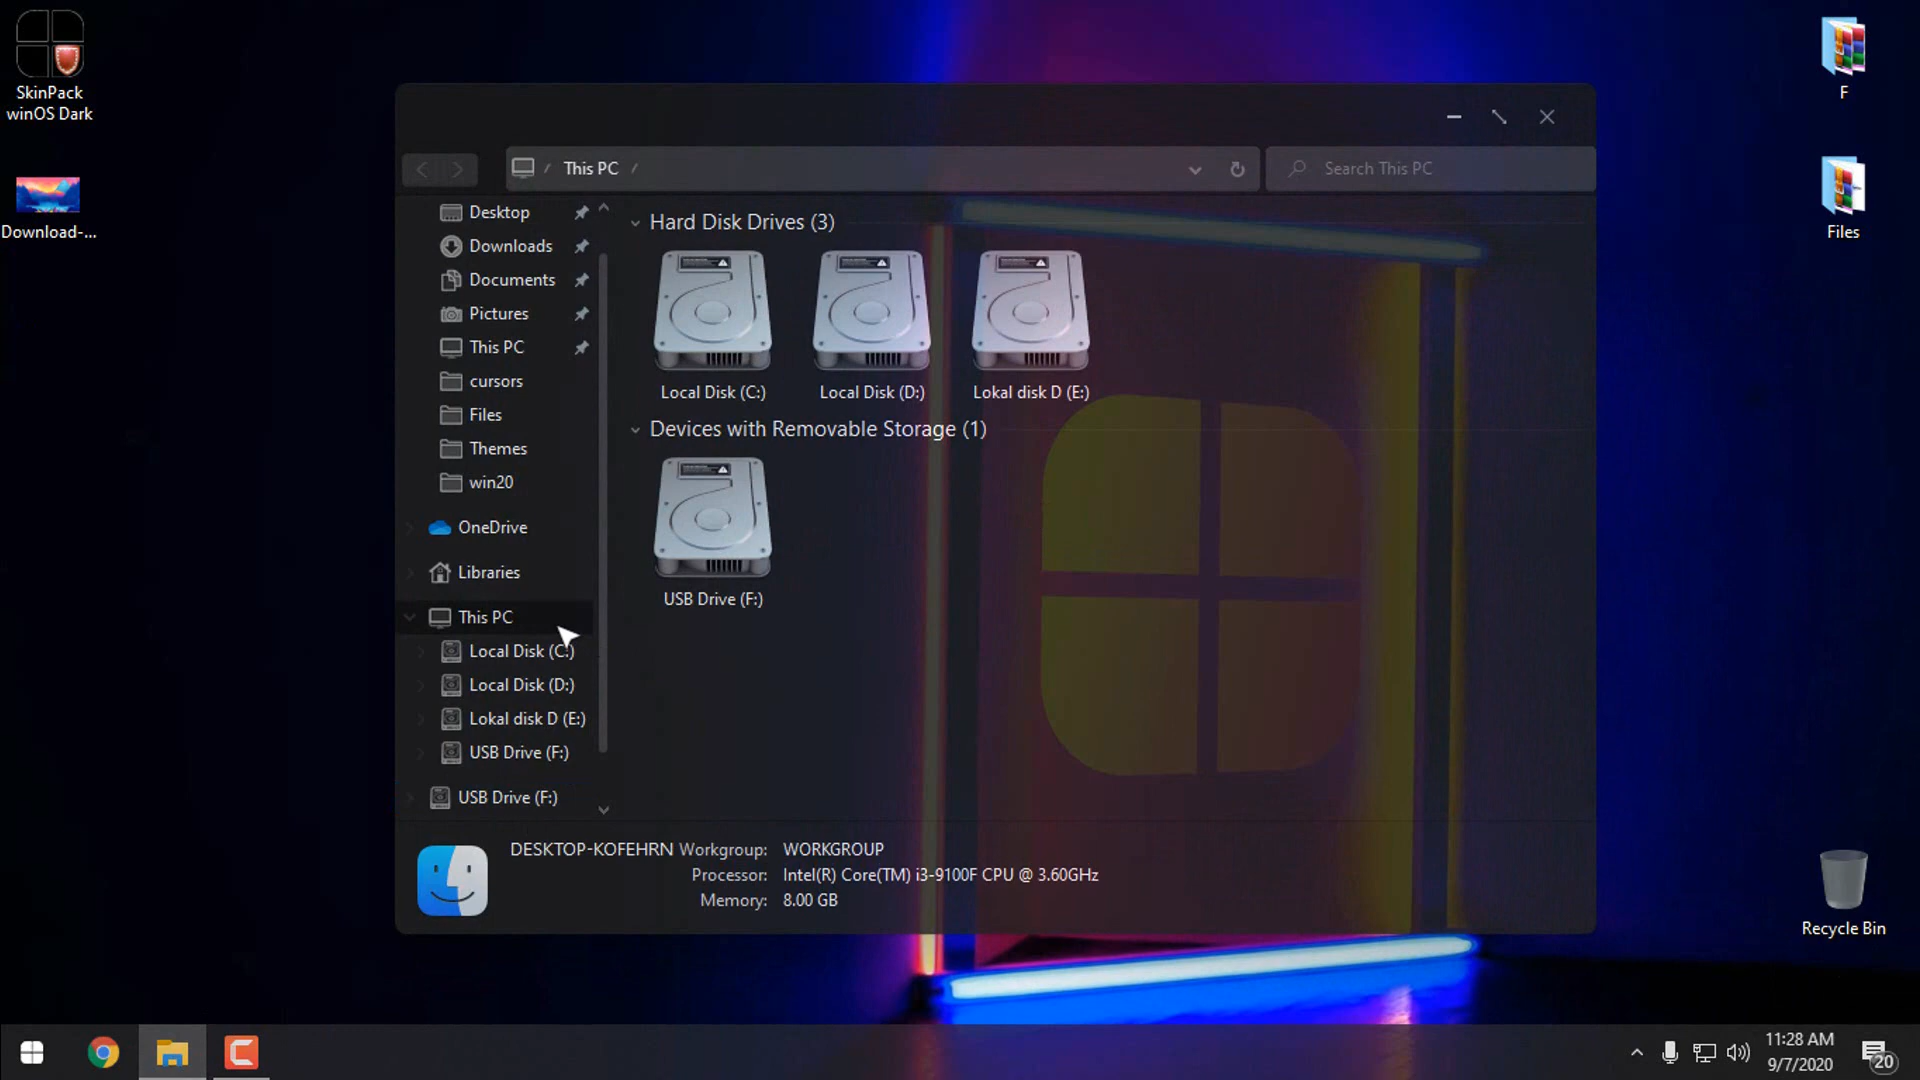 SkinPack
winOS Dark
Download-...
F
Files
Recycle Bin
/ This PC /
Search This PC
Desktop
Downloads
Documents
Pictures
This PC
cursors
Files
Themes
win20
OneDrive
Libraries
This PC
Local Disk (C:)
Local Disk (D:)
Lokal disk D (E:)
USB Drive (F:)
USB Drive (F:)
Hard Disk Drives (3)
Local Disk (C:)
Local Disk (D:)
Lokal disk D (E:)
Devices with Removable Storage (1)
USB Drive (F:)
DESKTOP-KOFEHRN Workgroup: WORKGROUP
Processor: Intel(R) Core(TM) i3-9100F CPU @ 3.60GHz
Memory: 8.00 GB
11:28 AM
9/7/2020
20